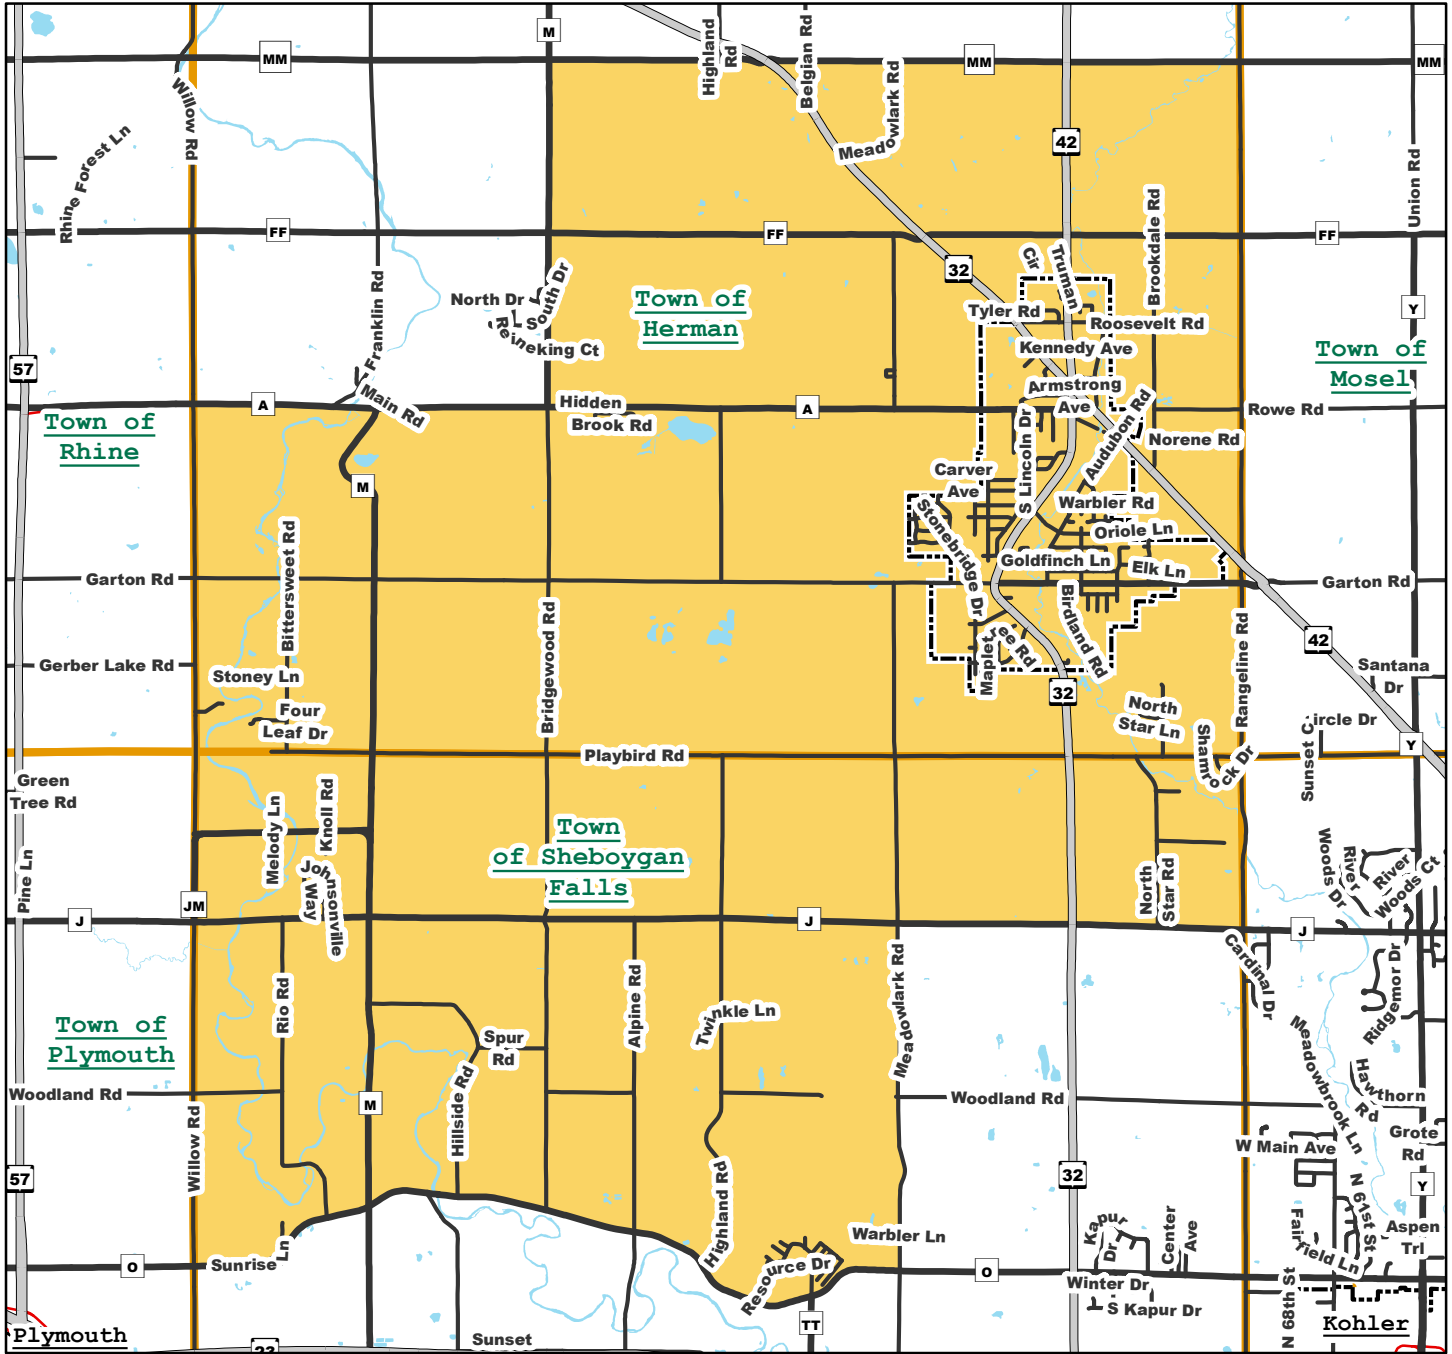 M
Highland
Rd
Belgian Rd
MM
MM
MM
Willow Rd
Meadowlark Rd
42
Rhine Forest Ln
Union Rd
FF
FF
FF
32
Cir
Truman
Brookdale Rd
Franklin Rd
North Dr
South Dr
Reineking Ct
Town of
Herman
Tyler Rd
Roosevelt Rd
Y
Kennedy Ave
Town of
Mosel
57
Armstrong
Ave
Main Rd
A
Hidden
Brook Rd
A
Rowe Rd
Town of
Rhine
S Lincoln Dr
Audubon Rd
Norene Rd
M
Carver
Ave
Warbler Rd
Stonebridge Dr
Oriole Ln
Bittersweet Rd
Goldfinch Ln
Elk Ln
Garton Rd
Garton Rd
Bridgewood Rd
Birdland Rd
Rangeline Rd
42
Gerber Lake Rd
Mapletree Rd
Santana
Dr
Stoney Ln
32
Four
Leaf Dr
North
Star Ln
Sunset Circle Dr
Playbird Rd
Shamrock Dr
Y
Green
Tree Rd
Melody Ln
Knoll Rd
Town
of Sheboygan
Falls
Pine Ln
Johnsonville
Way
River
Woods Dr
River
Woods Ct
JM
North
Star Rd
J
J
J
Cardinal Dr
Ridgemor Dr
Rio Rd
Alpine Rd
Twinkle Ln
Meadowlark Rd
Town of
Plymouth
Spur
Rd
Meadowbrook Ln
Hawthorn
Rd
Woodland Rd
Woodland Rd
M
Hillside Rd
Willow Rd
W Main Ave
Grote
Rd
57
32
Y
Highland Rd
N 61st St
Kapur
Dr
Center
Ave
Fairfield Ln
Aspen
Trl
Warbler Ln
Sunrise Ln
O
Resource Dr
O
Winter Dr
S Kapur Dr
N 68th St
TT
Kohler
Plymouth
23
Sunset